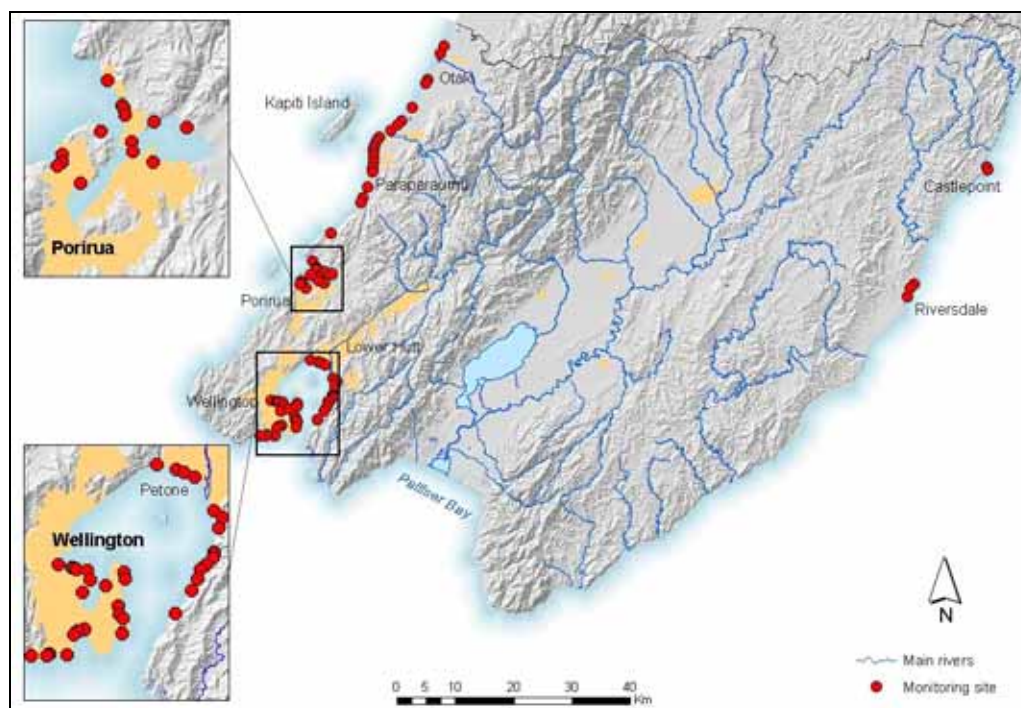 Porirua
Kapiti Island
Otaki
Paraparaumu
Castlepoint
Riversdale
Porirua
Lower Hutt
Wellington
Petone
Wellington
Palliser Bay
N
Main rivers
Monitoring site
0 5 10 20 30 40
Km